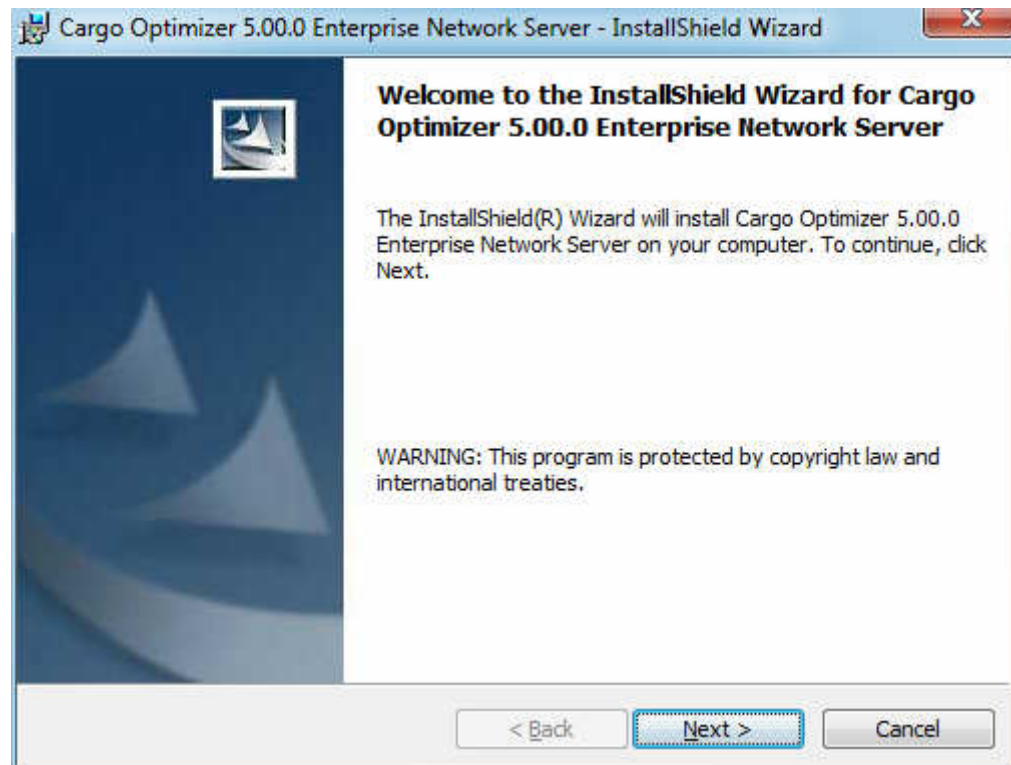 Cargo Optimizer 5.00.0 Enterprise Network Server - InstallShield Wizard
Welcome to the InstallShield Wizard for Cargo
Optimizer 5.00.0 Enterprise Network Server
The InstallShield(R) Wizard will install Cargo Optimizer 5.00.0
Enterprise Network Server on your computer. To continue, click
Next.
WARNING: This program is protected by copyright law and
international treaties.
< Back
Next >
Cancel